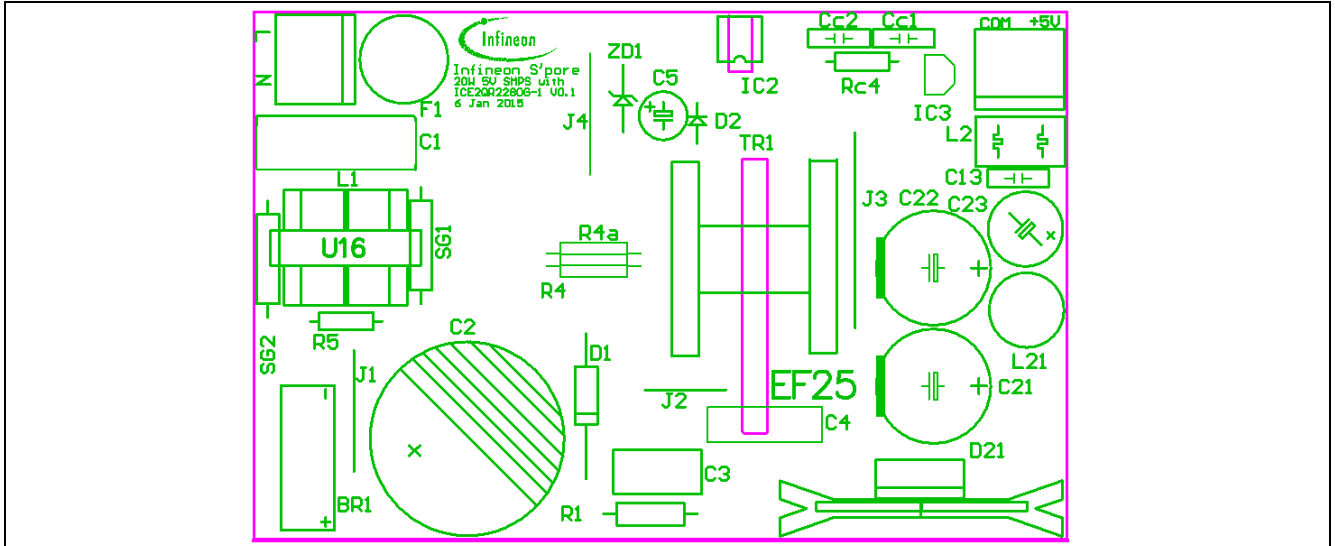 L
N
F1
Infineon
Infineon S'pore
20W 5V SMPS with
ICE2QR2280G-1 V0.1
6 Jan 2015
J4
ZD1
C5
+
D2
IC2
TR1
Cc2
Cc1
Rc4
IC3
COM
+5V
L2
C13
C1
L1
U16
SG1
SG2
R5
R4a
R4
J3
C22
C23
+
L21
C2
J1
D1
J2
EF25
C4
+
C21
D21
BR1
-
+
C3
R1